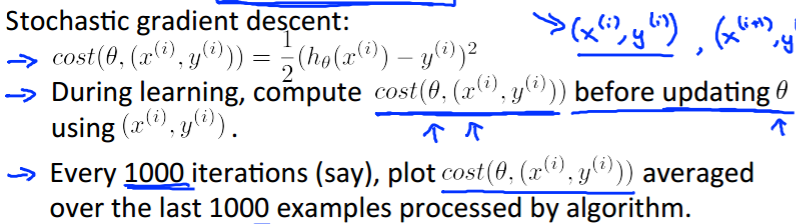 Stochastic gradient descent:
(x^{(i)}, y^{(i)}) , (x^{(i+1)}, y
cost(θ, (x^{(i)}, y^{(i)})) = \frac{1}{2}(h_θ(x^{(i)}) − y^{(i)})^2
During learning, compute cost(θ, (x^{(i)}, y^{(i)})) before updating θ
using (x^{(i)}, y^{(i)}).
Every 1000 iterations (say), plot cost(θ, (x^{(i)}, y^{(i)})) averaged
over the last 1000 examples processed by algorithm.